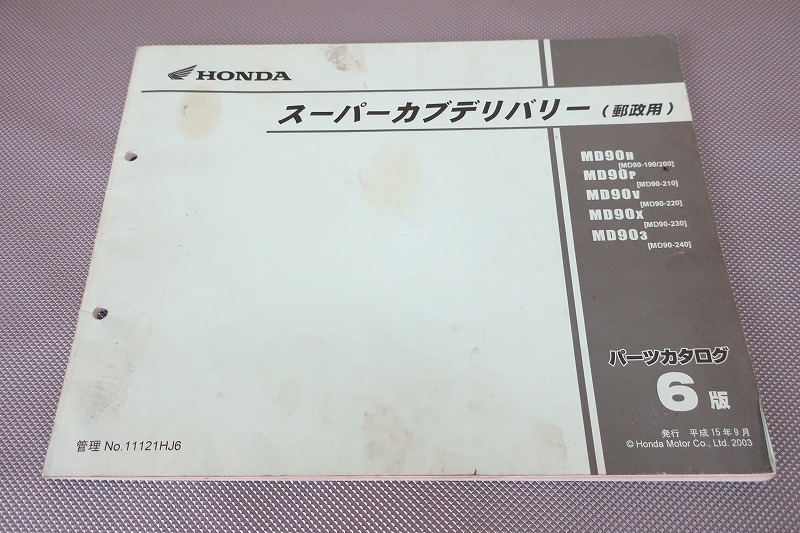 HONDA
スーパーカブデリバリー (郵政用)
MD90H
[MD90-190/200]
MD90P
[MD90-210]
MD90V
[MD90-220]
MD90X
[MD90-230]
MD903
[MD90-240]
パーツカタログ
6版
発行 平成15年9月
© Honda Motor Co., Ltd. 2003
管理 No.11121HJ6